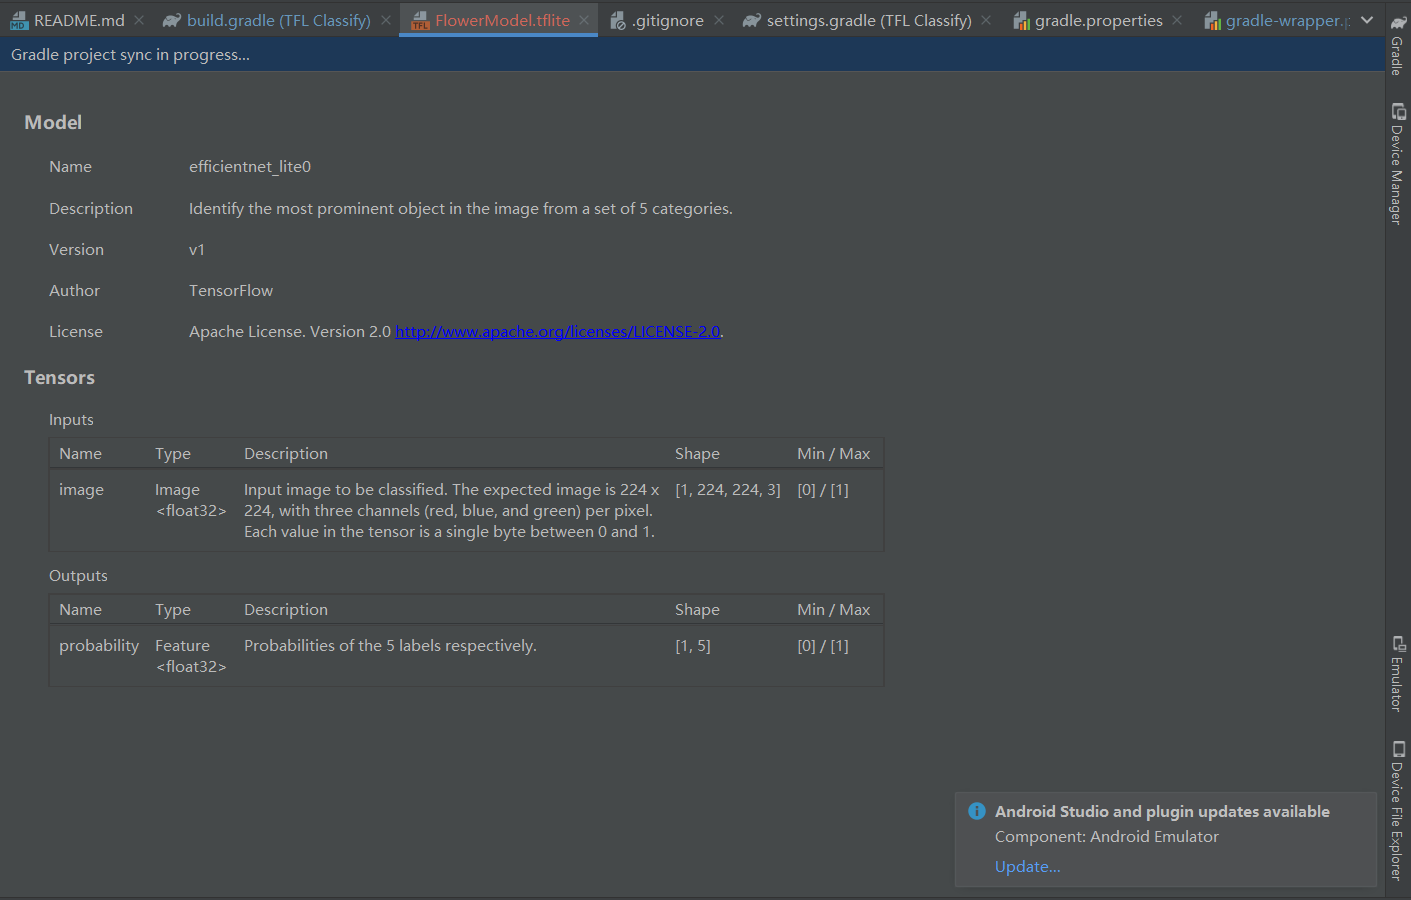 README.md
build.gradle (TFL Classify)
FlowerModel.tflite
.gitignore
settings.gradle (TFL Classify)
gradle.properties
gradle-wrapper.p
Gradle project sync in progress...
Model
Name efficientnet_lite0
Description Identify the most prominent object in the image from a set of 5 categories.
Version v1
Author TensorFlow
License Apache License. Version 2.0 http://www.apache.org/licenses/LICENSE-2.0.
Tensors
Inputs
Name Type Description Shape Min / Max
image Image Input image to be classified. The expected image is 224 x [1, 224, 224, 3] [0] / [1]
<float32> 224, with three channels (red, blue, and green) per pixel.
Each value in the tensor is a single byte between 0 and 1.
Outputs
Name Type Description Shape Min / Max
probability Feature Probabilities of the 5 labels respectively. [1, 5] [0] / [1]
<float32>
Android Studio and plugin updates available
Component: Android Emulator
Update...
Gradle
Device Manager
Emulator
Device File Explorer
MD
TFL